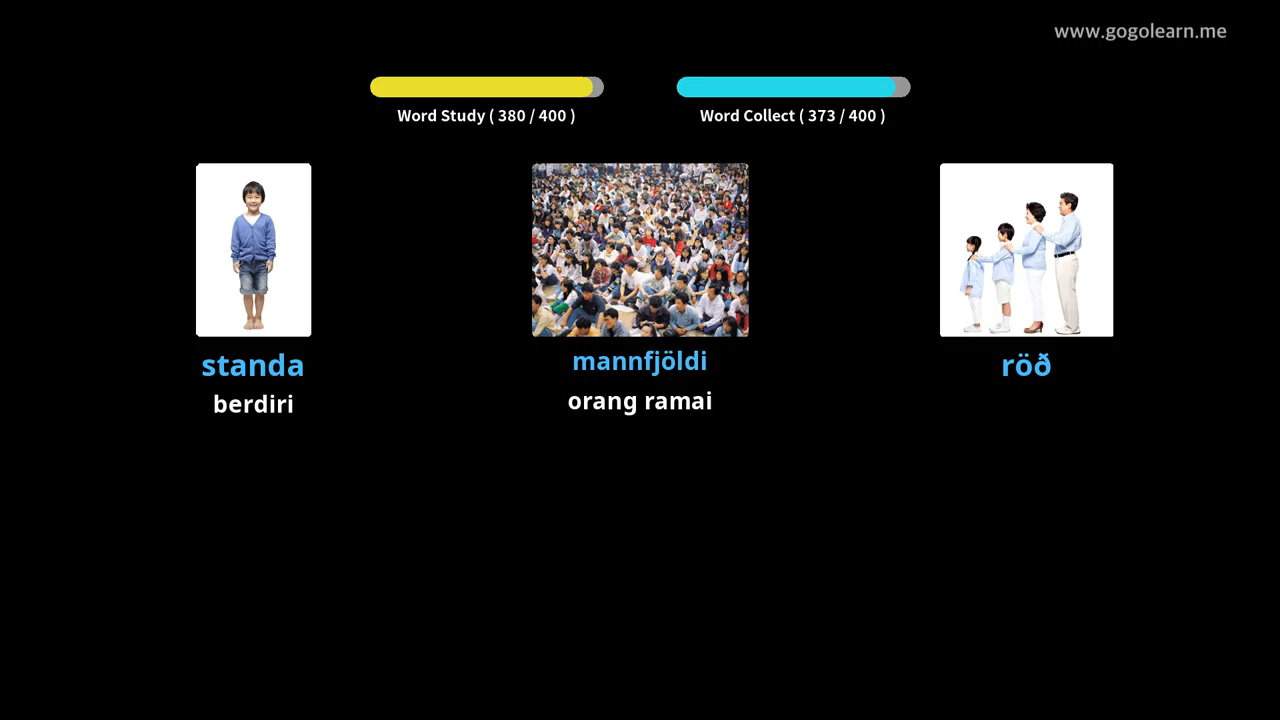 www.gogolearn.me
Word Study ( 380 / 400 )
Word Collect ( 373 / 400 )
standa
berdiri
mannfjöldi
orang ramai
röð